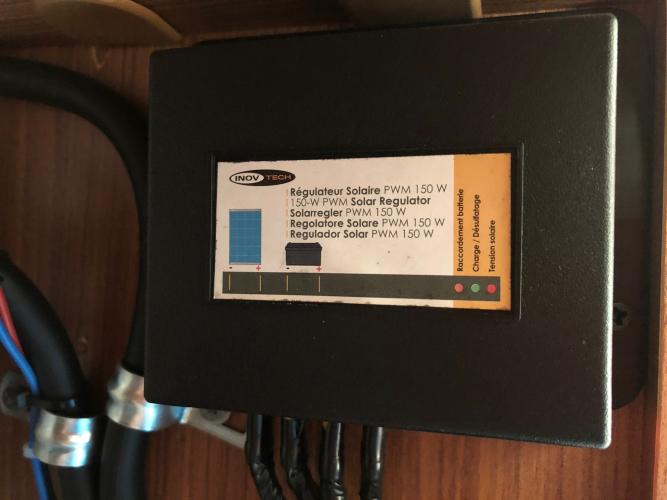 INOV TECH
Régulateur Solaire PWM 150 W
150-W PWM Solar Regulator
Solarregler PWM 150 W
Regolatore Solare PWM 150 W
Regulador Solar PWM 150 W
- + - +
Raccordement batterie
Charge / Désulfatage
Tension solaire